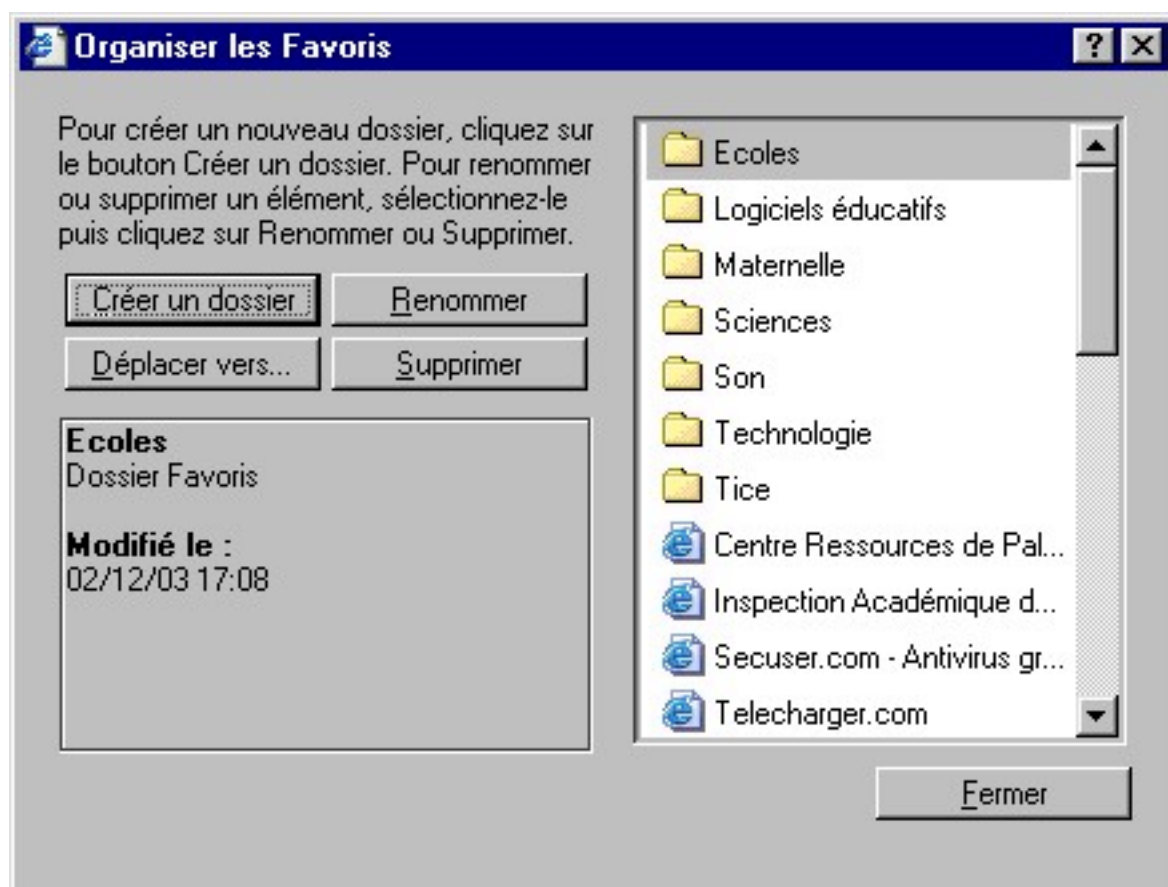 Organiser les Favoris
Pour créer un nouveau dossier, cliquez sur
le bouton Créer un dossier. Pour renommer
ou supprimer un élément, sélectionnez-le
puis cliquez sur Renommer ou Supprimer.
Créer un dossier
Renommer
Déplacer vers...
Supprimer
Ecoles
Dossier Favoris
Modifié le :
02/12/03 17:08
Ecoles
Logiciels éducatifs
Maternelle
Sciences
Son
Technologie
Tice
Centre Ressources de Pal...
Inspection Académique d...
Secuser.com - Antivirus gr...
Telecharger.com
Fermer